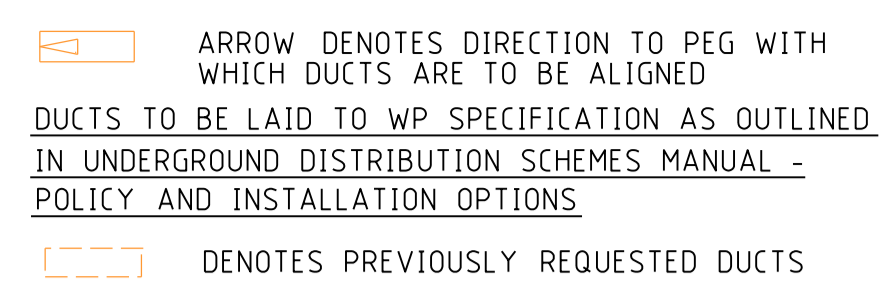 ARROW DENOTES DIRECTION TO PEG WITH
WHICH DUCTS ARE TO BE ALIGNED
DUCTS TO BE LAID TO WP SPECIFICATION AS OUTLINED
IN UNDERGROUND DISTRIBUTION SCHEMES MANUAL -
POLICY AND INSTALLATION OPTIONS
DENOTES PREVIOUSLY REQUESTED DUCTS